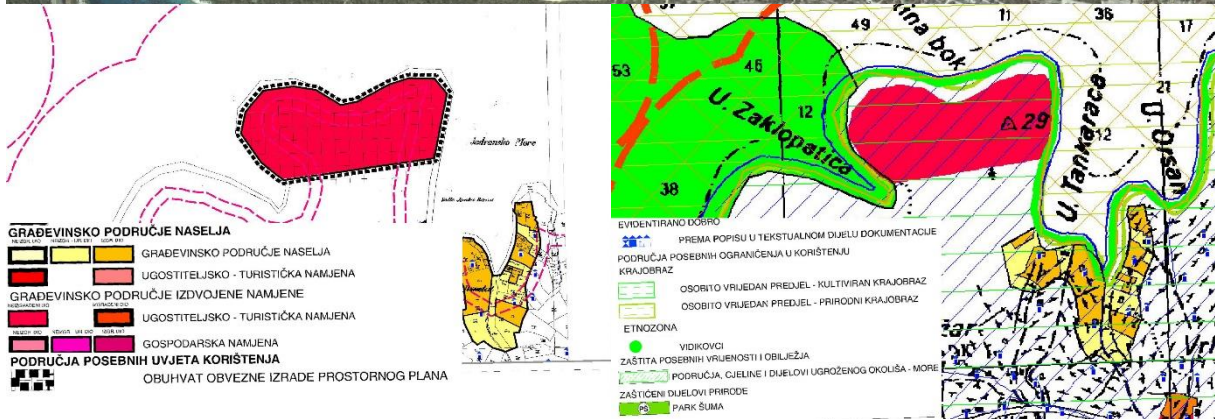 Jadransko More
GRAĐEVINSKO PODRUČJE NASELJA
GRAĐEVINSKO PODRUČJE NASELJA
UGOSTITELJSKO - TURISTIČKA NAMJENA
GRAĐEVINSKO PODRUČJE IZDVOJENE NAMJENE
UGOSTITELJSKO - TURISTIČKA NAMJENA
GOSPODARSKA NAMJENA
PODRUČJA POSEBNIH UVJETA KORIŠTENJA
OBUHVAT OBVEZNE IZRADE PROSTORNOG PLANA
49
11
36
17
bok
53
46
12
U. Zaklopatica
38
29
12
21
U. Tankaraca
EVIDENTIRANO DOBRO
PREMA POPISU U TEKSTUALNOM DIJELU DOKUMENTACIJE
PODRUČJA POSEBNIH OGRANIČENJA U KORIŠTENJU
KRAJOBRAZ
OSOBITO VRIJEDAN PREDJEL - KULTIVIRAN KRAJOBRAZ
OSOBITO VRIJEDAN PREDJEL - PRIRODNI KRAJOBRAZ
ETNOZONA
VIDIKOVCI
ZAŠTITA POSEBNIH VRIJENOSTI I OBILJEŽJA
PODRUČJA, CJELINE I DIJELOVI UGROŽENOG OKOLIŠA - MORE
ZAŠTIĆENI DIJELOVI PRIRODE
PŠ PARK ŠUMA